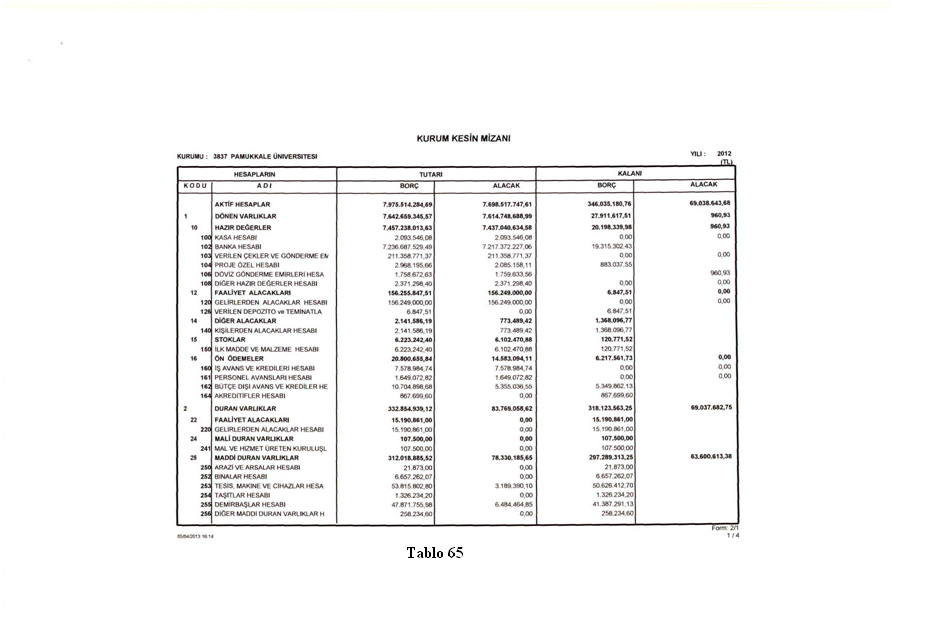 KURUM KESİN MİZANI
KURUMU : 3837 PAMUKKALE ÜNİVERSİTESİ YILI : 2012
(TL)
HESAPLARIN TUTARI KALANI
KODU ADI BORÇ ALACAK BORÇ ALACAK
AKTİF HESAPLAR 7.975.514.284,69 7.698.517.747,61 346.035.180,76 69.038.643,68
1 DÖNEN VARLIKLAR 7.642.659.345,57 7.614.748.688,99 27.911.617,51 960,93
10 HAZIR DEĞERLER 7.457.238.013,63 7.437.040.634,58 20.198.339,98 960,93
100 KASA HESABI 2.093.546,08 2.093.546,08 0,00 0,00
102 BANKA HESABI 7.236.687.529,49 7.217.372.227,06 19.315.302,43
103 VERİLEN ÇEKLER VE GÖNDERME EM 211.358.771,37 211.358.771,37 0,00 0,00
104 PROJE ÖZEL HESABI 2.968.195,66 2.085.158,11 883.037,55
106 DÖVİZ GÖNDERME EMİRLERİ HESA 1.758.672,63 1.759.633,56 960,93
108 DİĞER HAZIR DEĞERLER HESABI 2.371.298,40 2.371.298,40 0,00 0,00
12 FAALİYET ALACAKLARI 156.255.847,51 156.249.000,00 6.847,51 0,00
120 GELİRLERDEN ALACAKLAR HESABI 156.249.000,00 156.249.000,00 0,00 0,00
126 VERİLEN DEPOZİTO ve TEMİNATLA 6.847,51 0,00 6.847,51
14 DİĞER ALACAKLAR 2.141.586,19 773.489,42 1.368.096,77
140 KİŞİLERDEN ALACAKLAR HESABI 2.141.586,19 773.489,42 1.368.096,77
15 STOKLAR 6.223.242,40 6.102.470,88 120.771,52
150 İLK MADDE VE MALZEME HESABI 6.223.242,40 6.102.470,88 120.771,52
16 ÖN ÖDEMELER 20.800.655,84 14.583.094,11 6.217.561,73 0,00
160 İŞ AVANS VE KREDİLERİ HESABI 7.578.984,74 7.578.984,74 0,00 0,00
161 PERSONEL AVANSLARI HESABI 1.649.072,82 1.649.072,82 0,00 0,00
162 BÜTÇE DIŞI AVANS VE KREDİLER HE 10.704.898,68 5.355.036,55 5.349.862,13
164 AKREDİTİFLER HESABI 867.699,60 0,00 867.699,60
2 DURAN VARLIKLAR 332.854.939,12 83.769.058,62 318.123.563,25 69.037.682,75
22 FAALİYET ALACAKLARI 15.190.861,00 0,00 15.190.861,00
220 GELİRLERDEN ALACAKLAR HESABI 15.190.861,00 0,00 15.190.861,00
24 MALİ DURAN VARLIKLAR 107.500,00 0,00 107.500,00
241 MAL VE HİZMET ÜRETEN KURULUŞL 107.500,00 0,00 107.500,00
25 MADDİ DURAN VARLIKLAR 312.018.885,52 78.330.185,65 297.289.313,25 63.600.613,38
250 ARAZİ VE ARSALAR HESABI 21.873,00 0,00 21.873,00
252 BİNALAR HESABI 6.657.262,07 0,00 6.657.262,07
253 TESİS, MAKİNE VE CİHAZLAR HESA 53.815.802,80 3.189.390,10 50.626.412,70
254 TAŞITLAR HESABI 1.326.234,20 0,00 1.326.234,20
255 DEMİRBAŞLAR HESABI 47.871.755,98 6.484.464,85 41.387.291,13
256 DİĞER MADDİ DURAN VARLIKLAR H 258.234,60 0,00 258.234,60
Form: 2/1
05/04/2013 16:14 1 / 4
Tablo 65